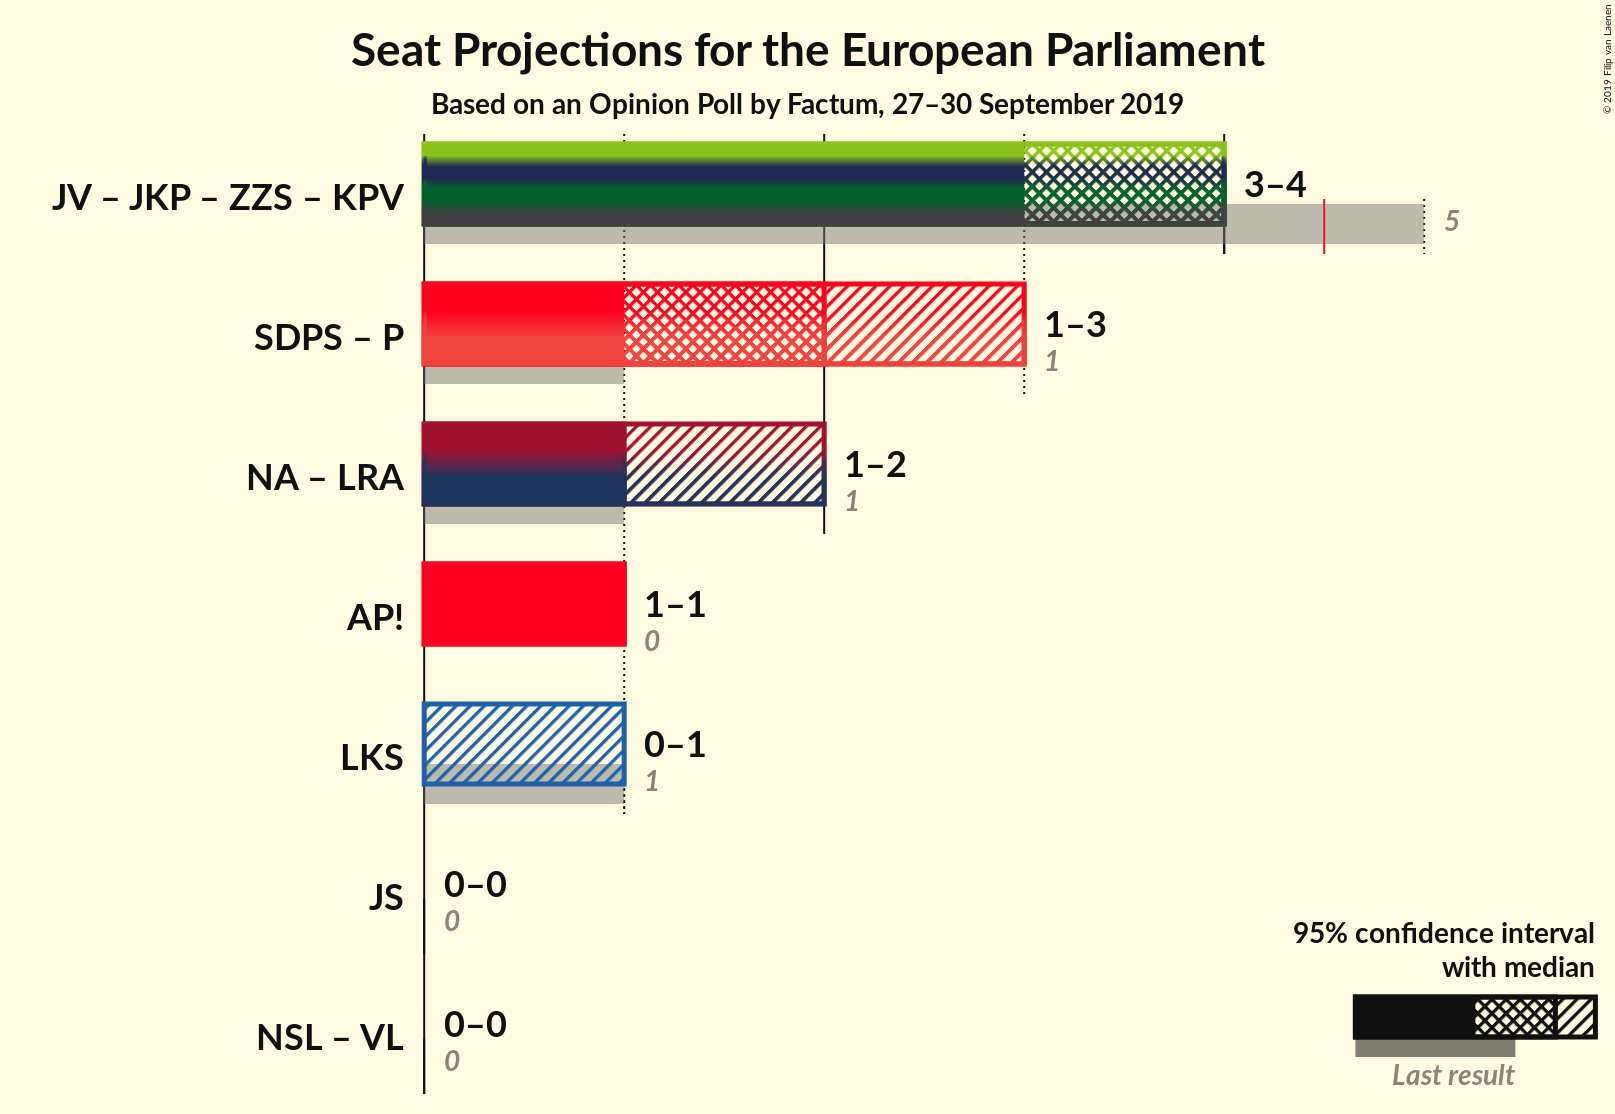 Seat Projections for the European Parliament
Based on an Opinion Poll by Factum, 27–30 September 2019
© 2019 Filip van Laenen
JV – JKP – ZZS – KPV
3–4
5
SDPS – P
1–3
1
NA – LRA
1–2
1
AP!
1–1
0
LKS
0–1
1
JS
0–0
0
NSL – VL
0–0
0
95% confidence interval
with median
Last result